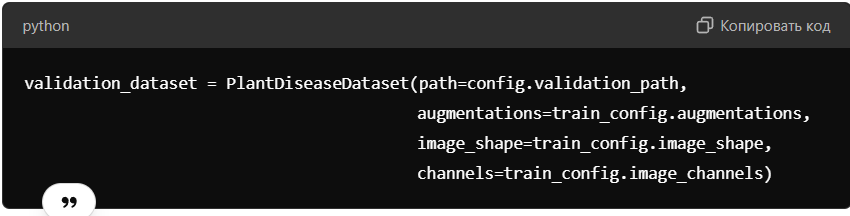 python
Копировать код
validation_dataset = PlantDiseaseDataset(path=config.validation_path,
augmentations=train_config.augmentations,
image_shape=train_config.image_shape,
channels=train_config.image_channels)